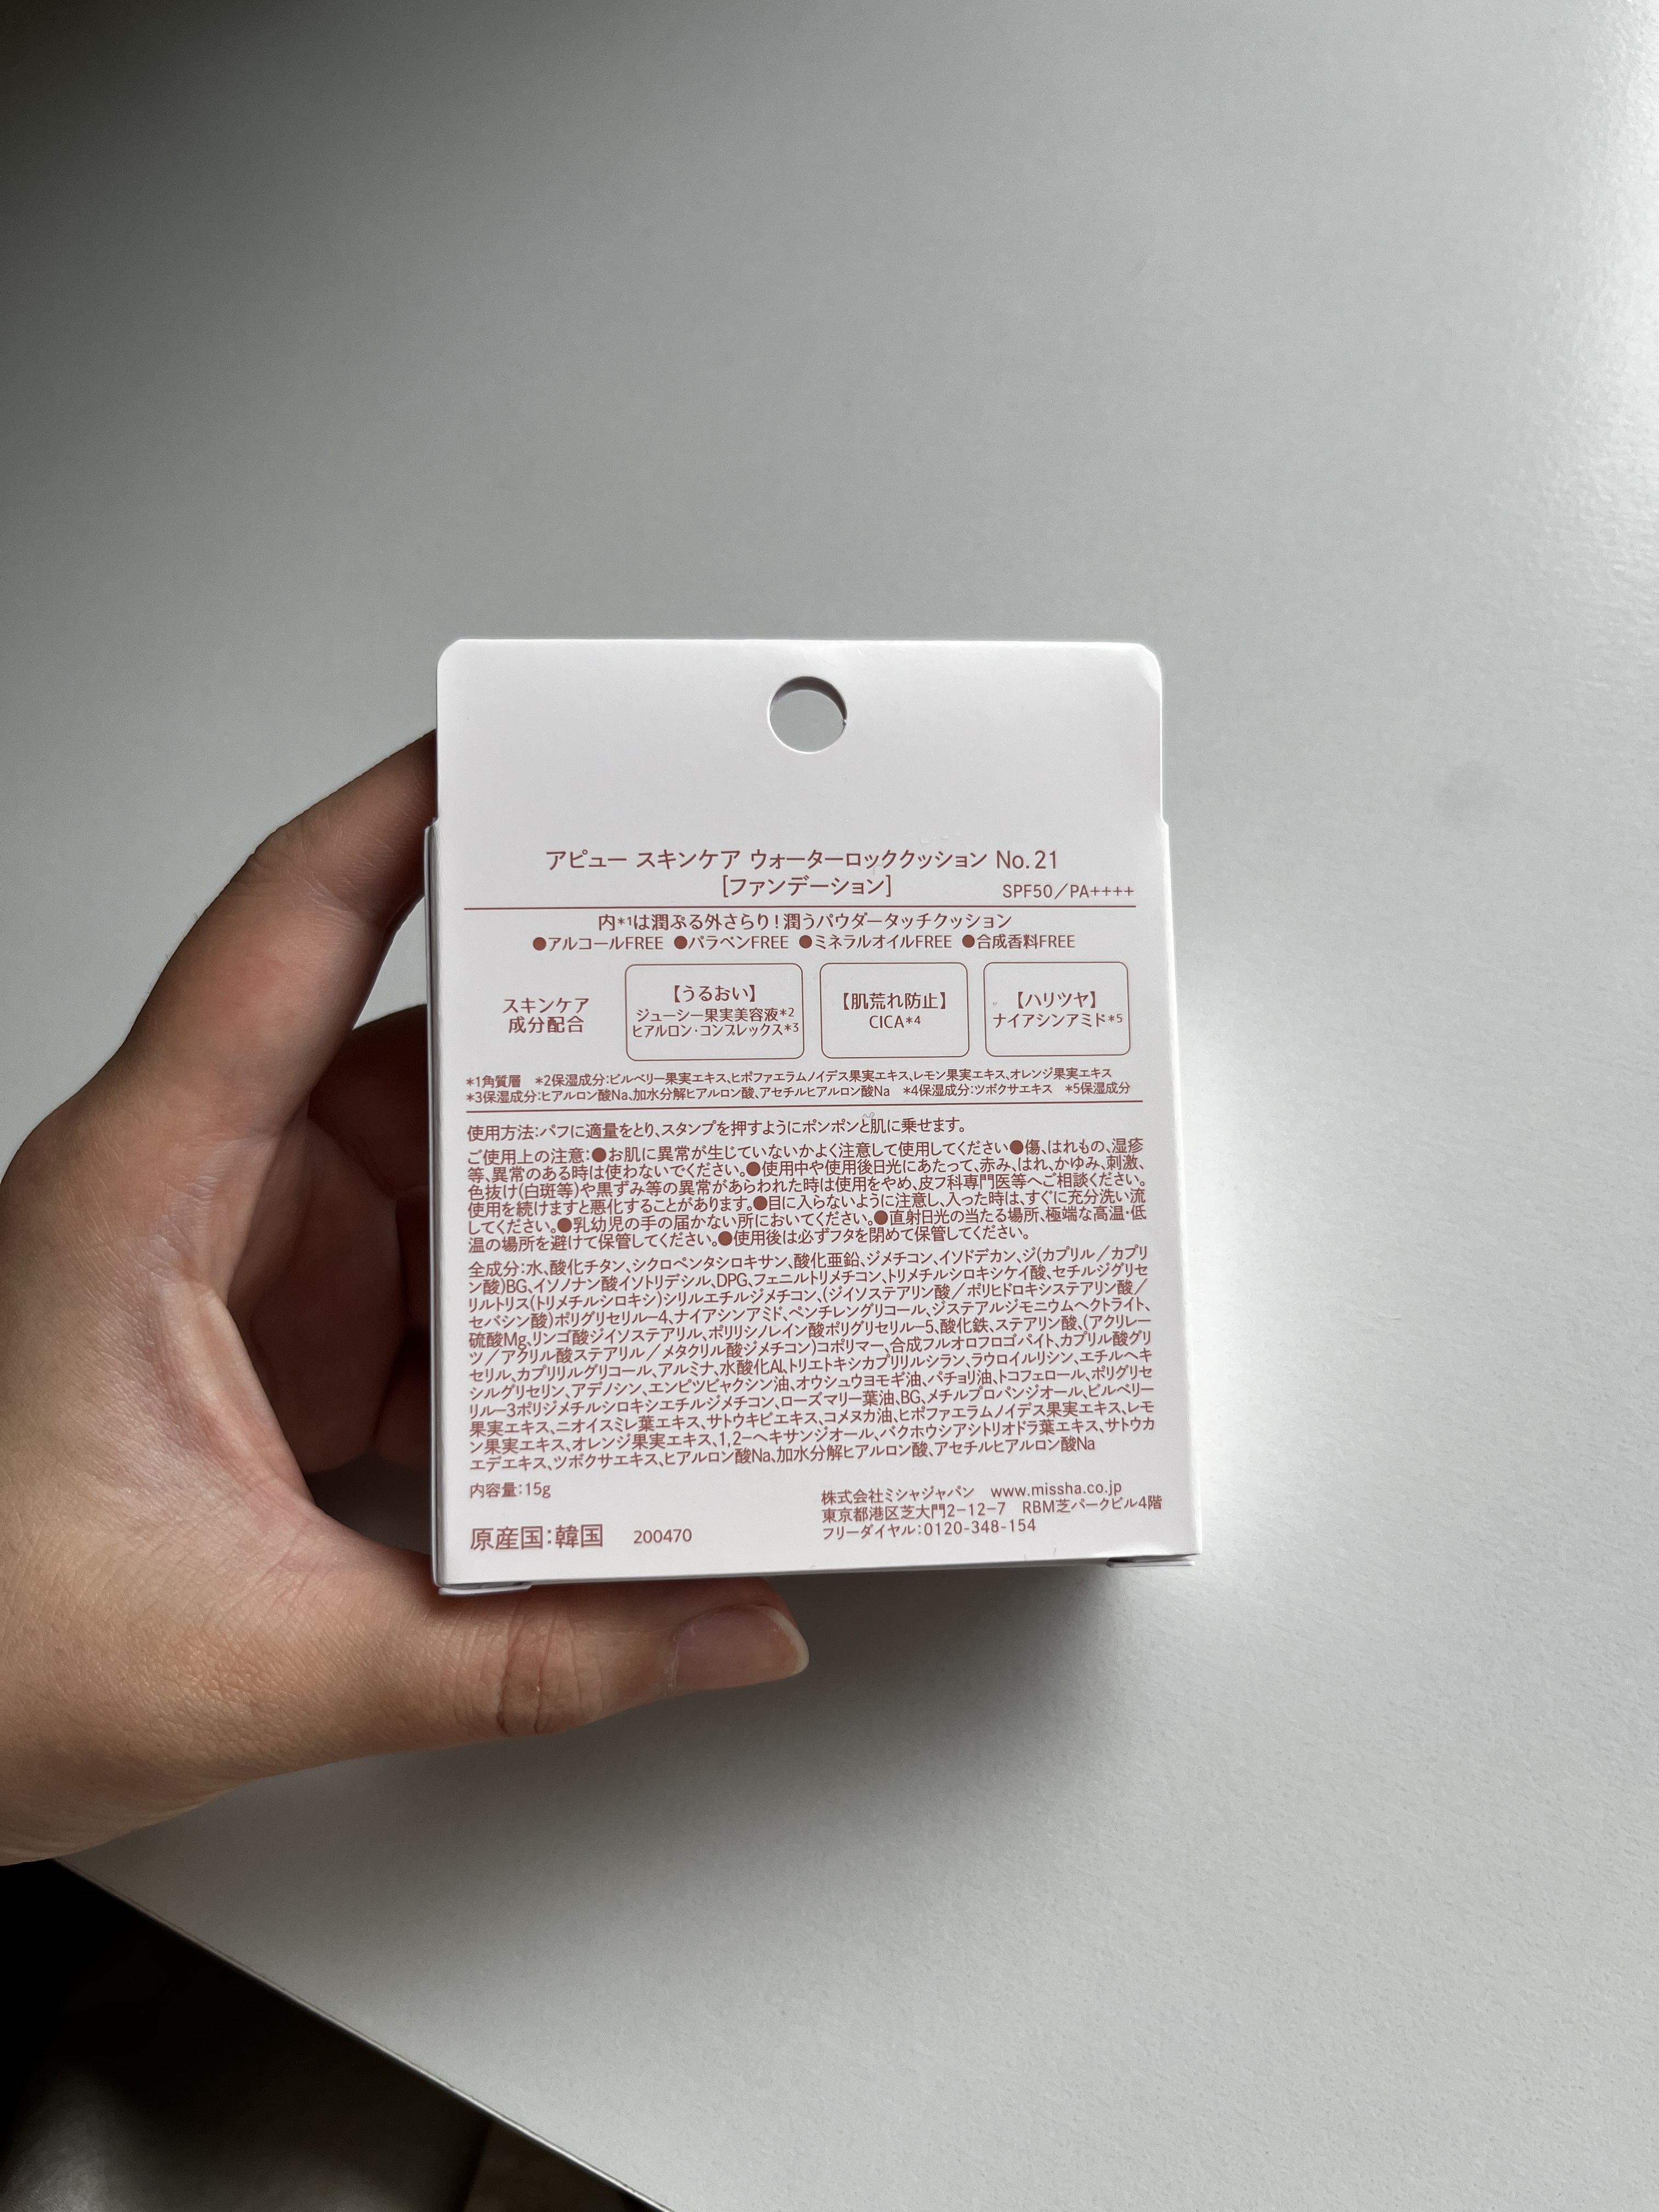 アピュー スキンケア ウォーターロッククッション No.21
[ファンデーション]
SPF50/PA++++
内*1は潤ぷる外さらり!潤うパウダータッチクッション
●アルコールFREE ●パラベンFREE ●ミネラルオイルFREE ●合成香料FREE
スキンケア
成分配合
【うるおい】
ジューシー果実美容液*2
ヒアルロン・コンプレックス*3
【肌荒れ防止】
CICA*4
【ハリツヤ】
ナイアシンアミド*5
*1角質層 *2保湿成分:ビルベリー果実エキス、ヒポファエラムノイデス果実エキス、レモン果実エキス、オレンジ果実エキス
*3保湿成分:ヒアルロン酸Na、加水分解ヒアルロン酸、アセチルヒアルロン酸Na *4保湿成分:ツボクサエキス *5保湿成分
使用方法:パフに適量をとり、スタンプを押すようにポンポンと肌に乗せます。
ご使用上の注意:●お肌に異常が生じていないかよく注意して使用してください●傷、はれもの、湿疹
等、異常のある時は使わないでください。●使用中や使用後日光にあたって、赤み、はれ、かゆみ、刺激、
色抜け(白斑等)や黒ずみ等の異常があらわれた時は使用をやめ、皮フ科専門医等へご相談ください。
使用を続けますと悪化することがあります。●目に入らないように注意し、入った時は、すぐに充分洗い流
してください。●乳幼児の手の届かない所においてください。●直射日光の当たる場所、極端な高温・低
温の場所を避けて保管してください。●使用後は必ずフタを閉めて保管してください。
全成分:水、酸化チタン、シクロペンタシロキサン、酸化亜鉛、ジメチコン、イソドデカン、ジ(カプリル/カプリ
ン酸)BG、イソノナン酸イソトリデシル、DPG、フェニルトリメチコン、トリメチルシロキシケイ酸、セチルジグリセ
リルトリス(トリメチルシロキシ)シリルエチルジメチコン、(ジイソステアリン酸/ポリヒドロキシステアリン酸/
セバシン酸)ポリグリセリル-4、ナイアシンアミド、ペンチレングリコール、ジステアルジモニウムヘクトライト、
硫酸Mg、リンゴ酸ジイソステアリル、ポリリシノレイン酸ポリグリセリル-5、酸化鉄、ステアリン酸、(アクリレー
ツ/アクリル酸ステアリル/メタクリル酸ジメチコン)コポリマー、合成フルオロフロゴパイト、カプリル酸グリ
セリル、カプリリルグリコール、アルミナ、水酸化Al、トリエトキシカプリリルシラン、ラウロイルリシン、エチルヘキ
シルグリセリン、アデノシン、エンピツビャクシン油、オウシュウヨモギ油、パチョリ油、トコフェロール、ポリグリセ
リル-3ポリジメチルシロキシエチルジメチコン、ローズマリー葉油、BG、メチルプロパンジオール、ビルベリー
果実エキス、ニオイスミレ葉エキス、サトウキビエキス、コメヌカ油、ヒポファエラムノイデス果実エキス、レモ
ン果実エキス、オレンジ果実エキス、1,2-ヘキサンジオール、バクホウシアシトリオドラ葉エキス、サトウカ
エデエキス、ツボクサエキス、ヒアルロン酸Na、加水分解ヒアルロン酸、アセチルヒアルロン酸Na
内容量:15g
株式会社ミシャジャパン www.missha.co.jp
東京都港区芝大門2-12-7 RBM芝パークビル4階
フリーダイヤル:0120-348-154
原産国:韓国 200470